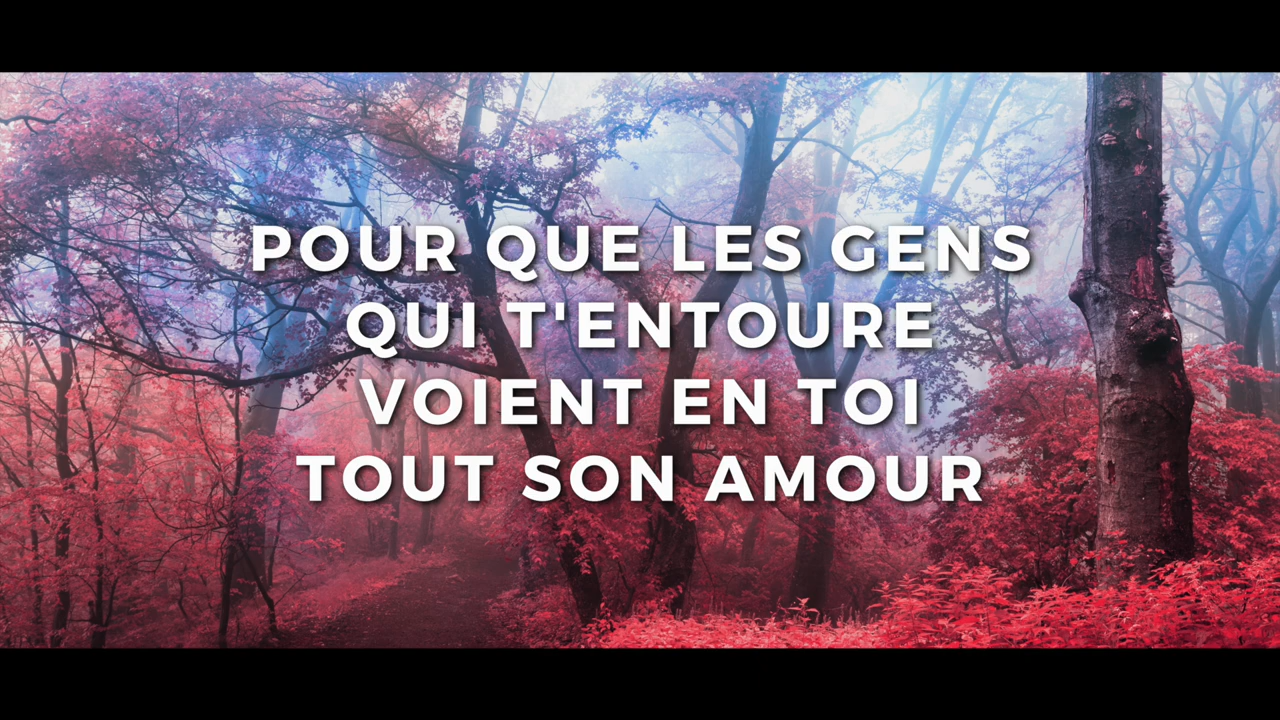 POUR QUE LES GENS
QUI T'ENTOURE
VOIENT EN TOI
TOUT SON AMOUR